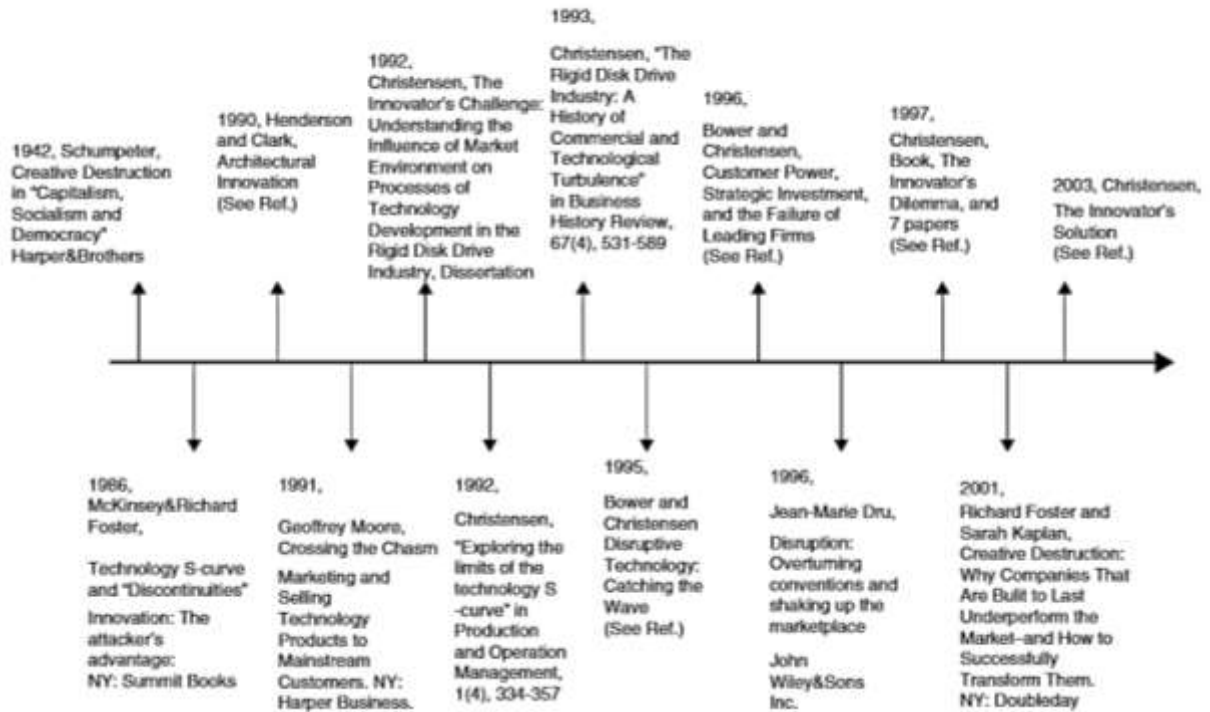 1942, Schumpeter,
Creative Destruction
in "Capitalism,
Socialism and
Democracy"
Harper&Brothers
1990, Henderson
and Clark,
Architectural
Innovation
(See Ref.)
1992,
Christensen, The
Innovator's Challenge:
Understanding the
Influence of Market
Environment on
Processes of
Technology
Development in the
Rigid Disk Drive
Industry, Dissertation
1993,
Christensen, "The
Rigid Disk Drive
Industry: A
History of
Commercial and
Technological
Turbulence"
in Business
History Review,
67(4), 531-589
1996,
Bower and
Christensen,
Customer Power,
Strategic Investment,
and the Failure of
Leading Firms
(See Ref.)
1997,
Christensen,
Book, The
Innovator's
Dilemma, and
7 papers
(See Ref.)
2003, Christensen,
The Innovator's
Solution
(See Ref.)
1986,
McKinsey&Richard
Foster,
Technology S-curve
and "Discontinuities"
Innovation: The
attacker's
advantage:
NY: Summit Books
1991,
Geoffrey Moore,
Crossing the Chasm
Marketing and
Selling
Technology
Products to
Mainstream
Customers. NY:
Harper Business.
1992,
Christensen,
"Exploring the
limits of the
technology S
-curve" in
Production
and Operation
Management,
1(4), 334-357
1995,
Bower and
Christensen
Disruptive
Technology:
Catching the
Wave
(See Ref.)
1996,
Jean-Marie Dru,
Disruption:
Overturning
conventions and
shaking up the
marketplace
John
Wiley&Sons
Inc.
2001,
Richard Foster and
Sarah Kaplan,
Creative Destruction:
Why Companies That
Are Bulit to Last
Underperform the
Market–and How to
Successfully
Transform Them.
NY: Doubleday